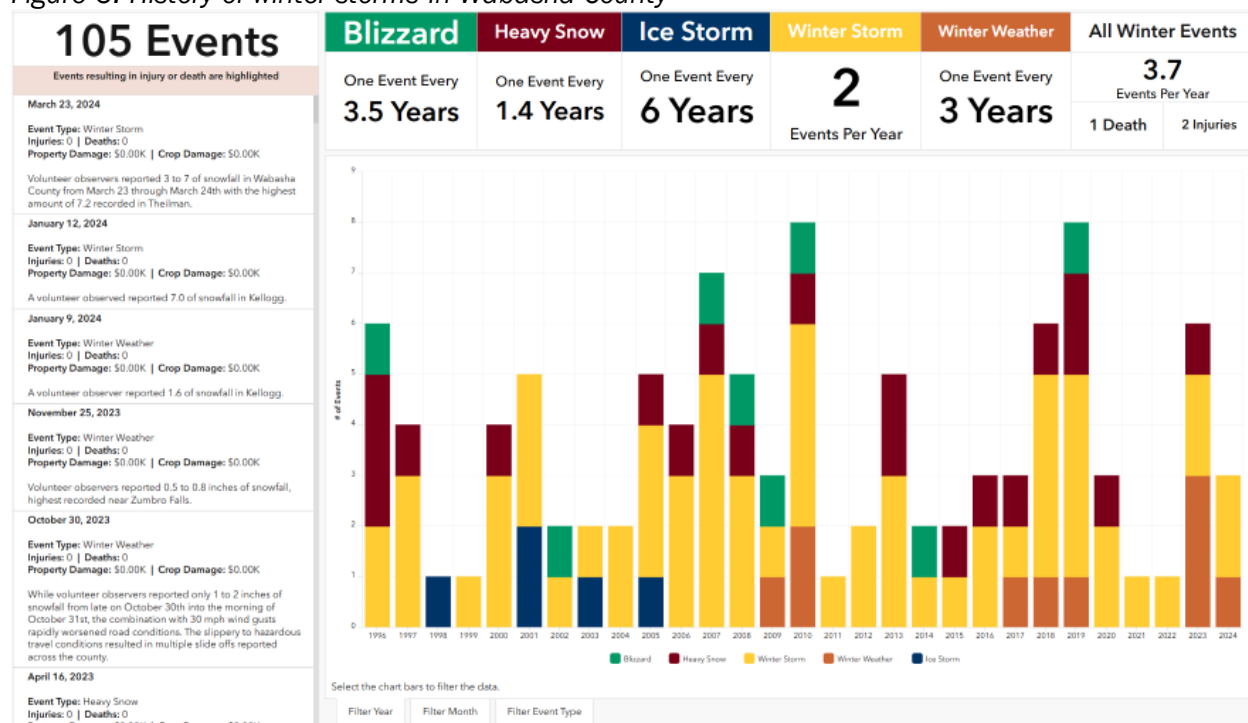 Figure 8. History of winter storms in Wabasha County
105 Events
Events resulting in injury or death are highlighted
March 23, 2024
Event Type: Winter Storm
Injuries: 0 | Deaths: 0
Property Damage: $0.00K | Crop Damage: $0.00K
Volunteer observers reported 3 to 7 of snowfall in Wabasha
County from March 23 through March 24th with the highest
amount of 7.2 recorded in Theilman.
January 12, 2024
Event Type: Winter Storm
Injuries: 0 | Deaths: 0
Property Damage: $0.00K | Crop Damage: $0.00K
A volunteer observed reported 7.0 of snowfall in Kellogg.
January 9, 2024
Event Type: Winter Weather
Injuries: 0 | Deaths: 0
Property Damage: $0.00K | Crop Damage: $0.00K
A volunteer observer reported 1.6 of snowfall in Kellogg.
November 25, 2023
Event Type: Winter Weather
Injuries: 0 | Deaths: 0
Property Damage: $0.00K | Crop Damage: $0.00K
Volunteer observers reported 0.5 to 0.8 inches of snowfall,
highest recorded near Zumbro Falls.
October 30, 2023
Event Type: Winter Weather
Injuries: 0 | Deaths: 0
Property Damage: $0.00K | Crop Damage: $0.00K
While volunteer observers reported only 1 to 2 inches of
snowfall from late on October 30th into the morning of
October 31st, the combination with 30 mph wind gusts
rapidly worsened road conditions. The slippery to hazardous
travel conditions resulted in multiple slide offs reported
across the county.
April 16, 2023
Event Type: Heavy Snow
Injuries: 0 | Deaths: 0
Blizzard
One Event Every
3.5 Years
Heavy Snow
One Event Every
1.4 Years
Ice Storm
One Event Every
6 Years
Winter Storm
2
Events Per Year
Winter Weather
One Event Every
3 Years
All Winter Events
3.7
Events Per Year
1 Death
2 Injuries
# of Events
9
8
7
6
5
4
3
2
1
0
1996 1997 1998 1999 2000 2001 2002 2003 2004 2005 2006 2007 2008 2009 2010 2011 2012 2013 2014 2015 2016 2017 2018 2019 2020 2021 2022 2023 2024
Blizzard Heavy Snow Winter Storm Winter Weather Ice Storm
Select the chart bars to filter the data.
Filter Year Filter Month Filter Event Type